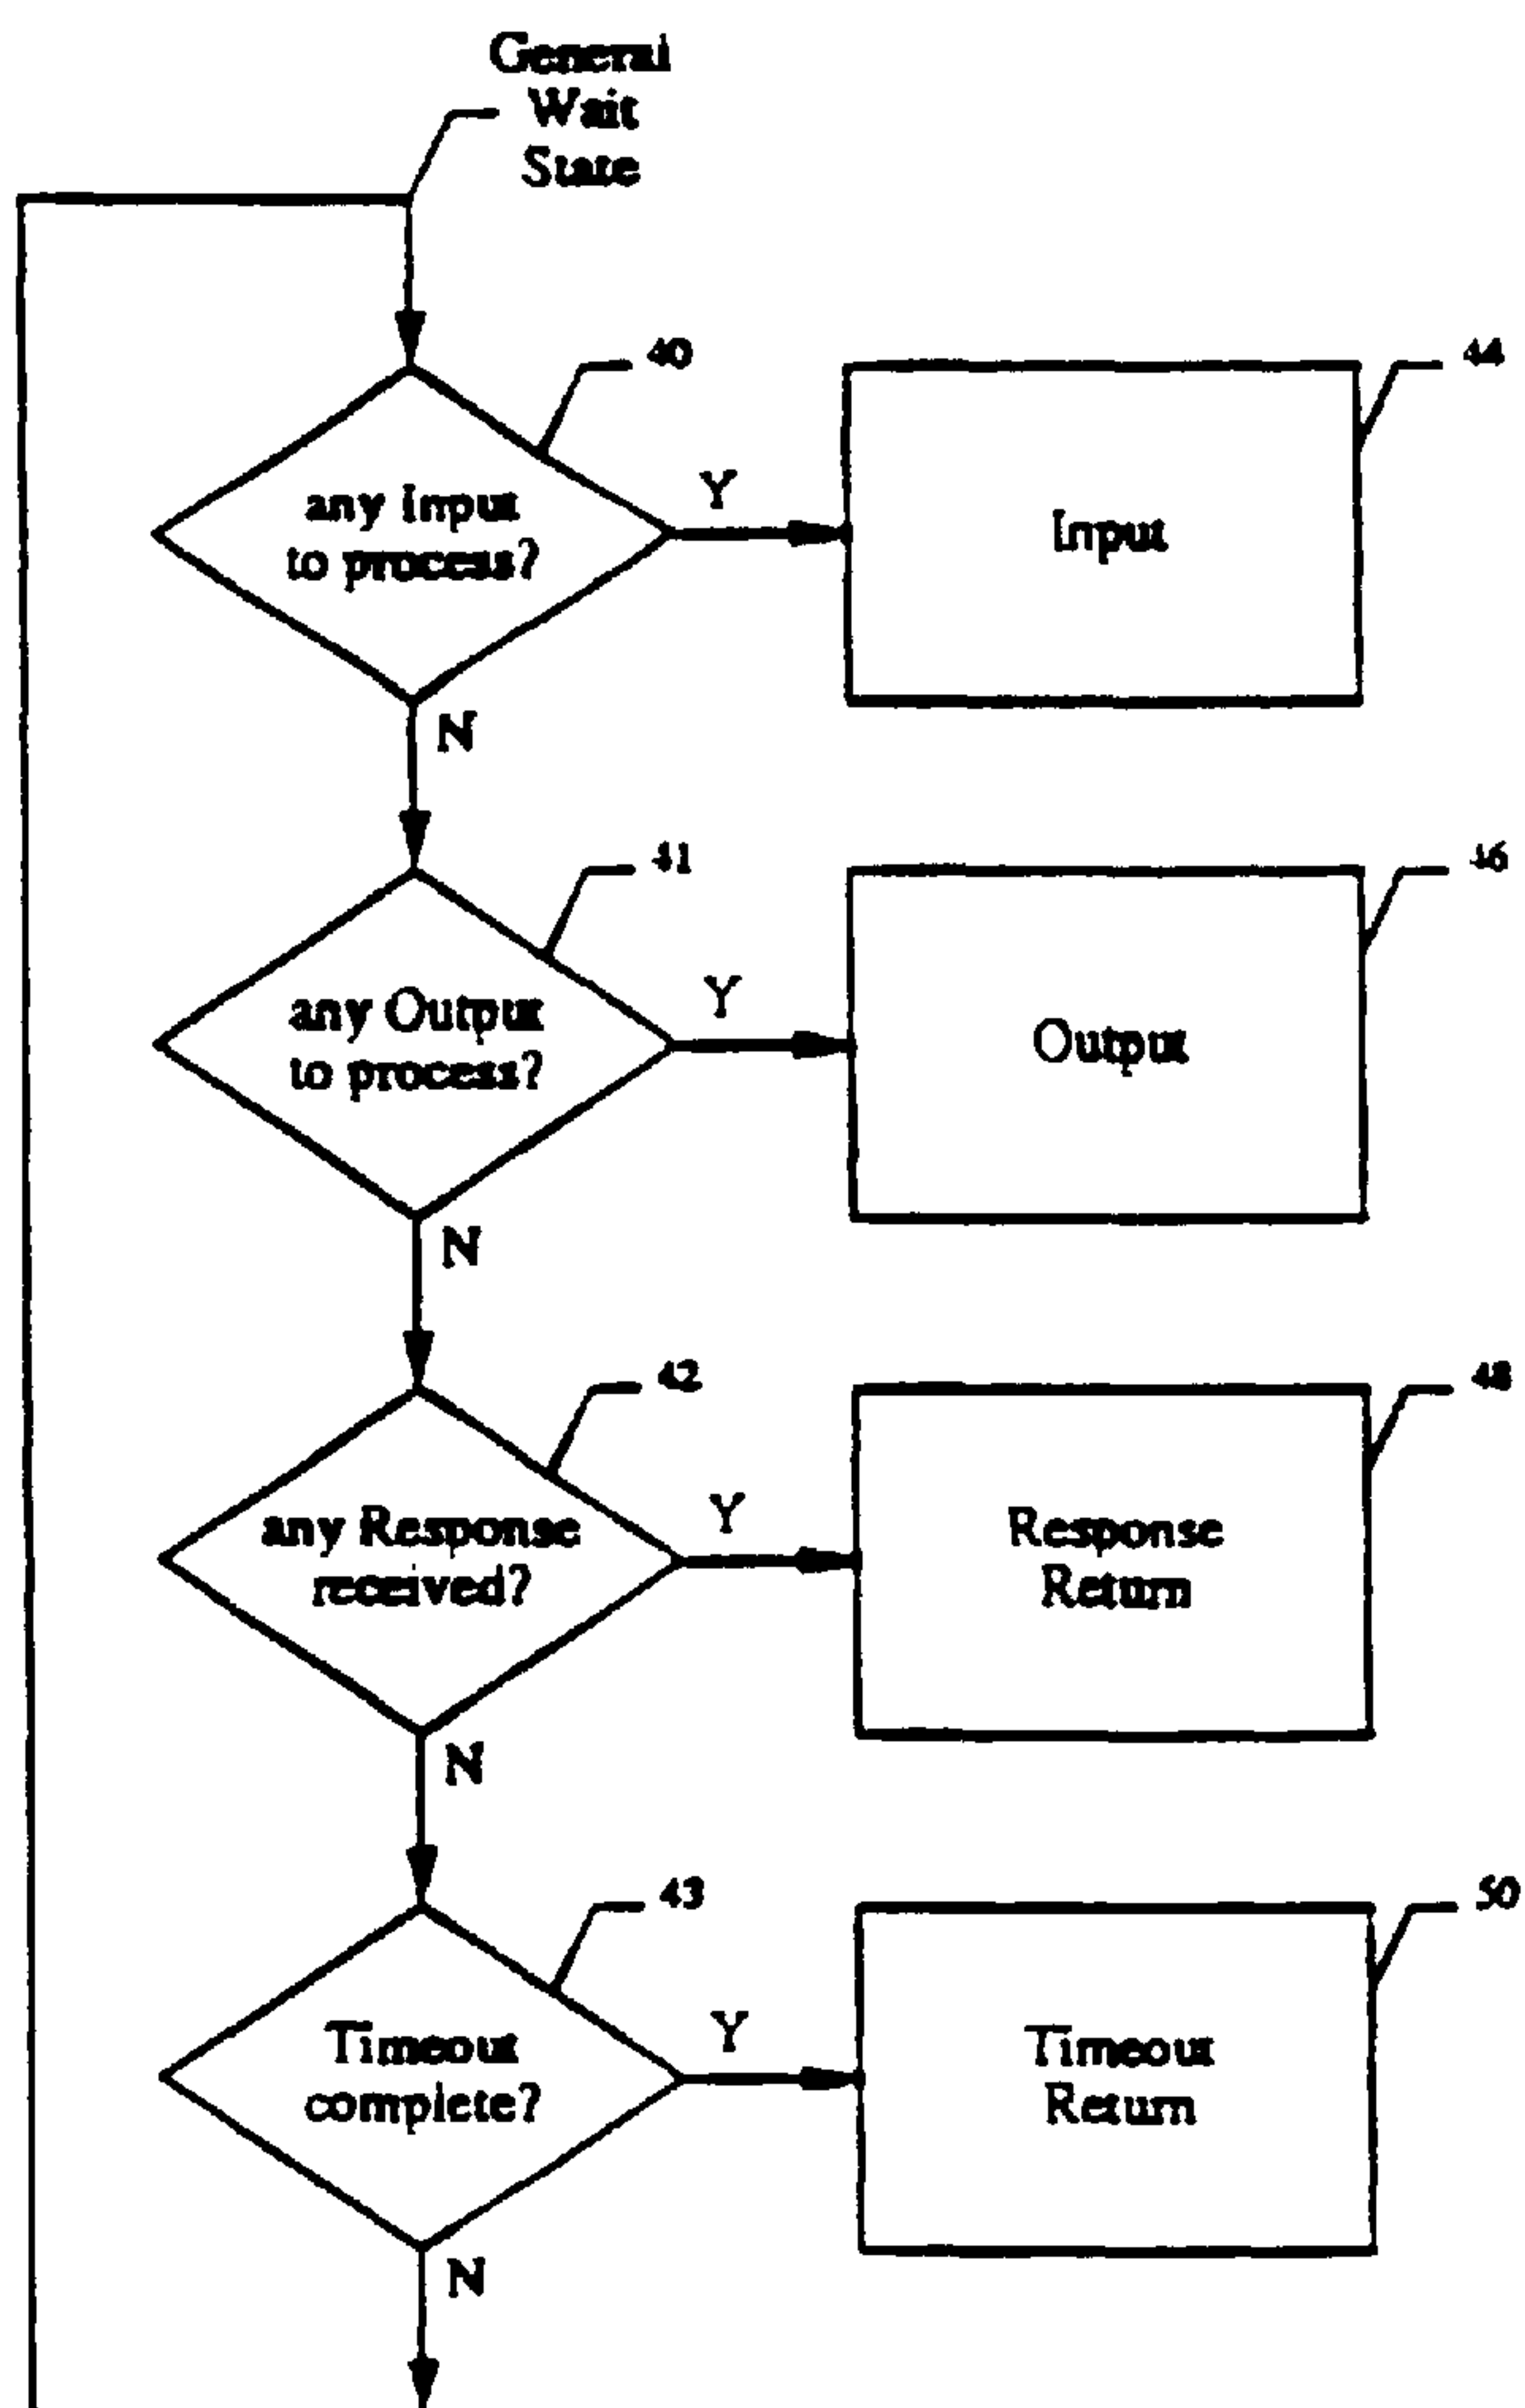 General
Wait
State
40
44
any Input
to process?
Y
Input
N
41
46
any Output
to process?
Y
Output
N
42
48
any Response
received?
Y
Response
Return
N
43
50
Timeout
complete?
Y
Timeout
Return
N